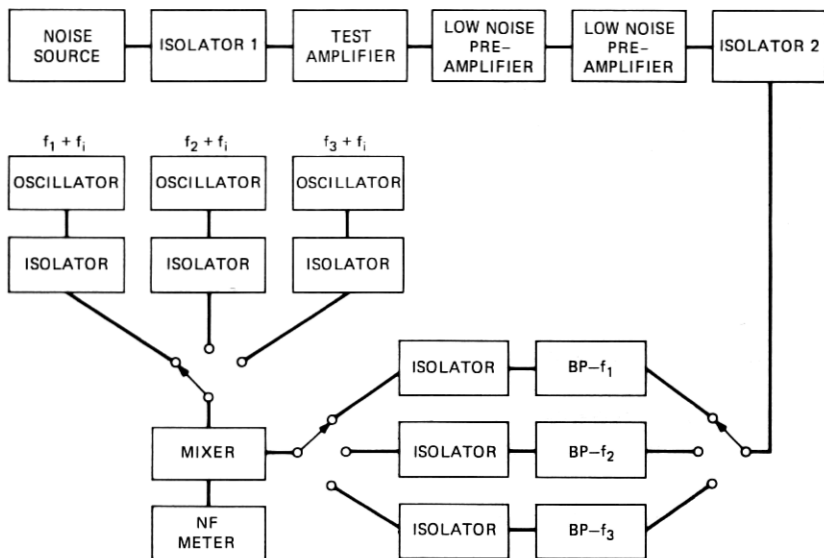 NOISE
SOURCE
ISOLATOR 1
TEST
AMPLIFIER
LOW NOISE
PRE-
AMPLIFIER
LOW NOISE
PRE-
AMPLIFIER
ISOLATOR 2
f₁ + fᵢ
f₂ + fᵢ
f₃ + fᵢ
OSCILLATOR
OSCILLATOR
OSCILLATOR
ISOLATOR
ISOLATOR
ISOLATOR
ISOLATOR
BP–f₁
MIXER
ISOLATOR
BP–f₂
NF
METER
ISOLATOR
BP–f₃